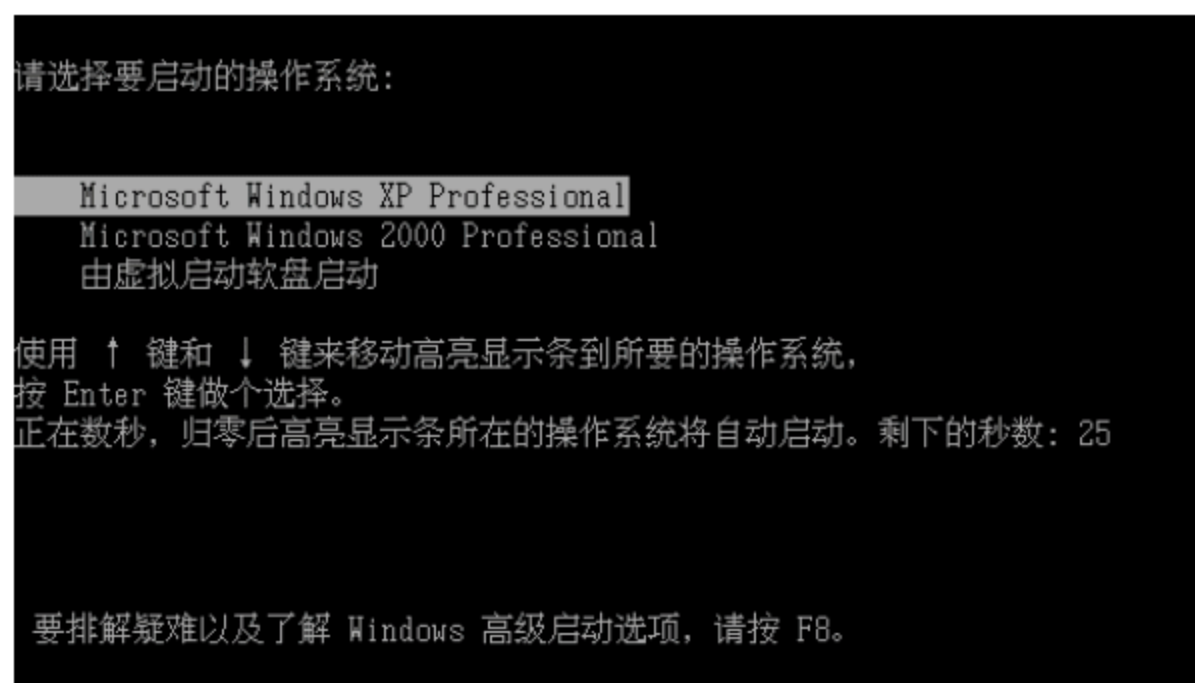 请选择要启动的操作系统:
Microsoft Windows XP Professional
Microsoft Windows 2000 Professional
由虚拟启动软盘启动
使用 ↑ 键和 ↓ 键来移动高亮显示条到所要的操作系统,
按 Enter 键做个选择。
正在数秒, 归零后高亮显示条所在的操作系统将自动启动。剩下的秒数: 25
要排解疑难以及了解 Windows 高级启动选项, 请按 F8。